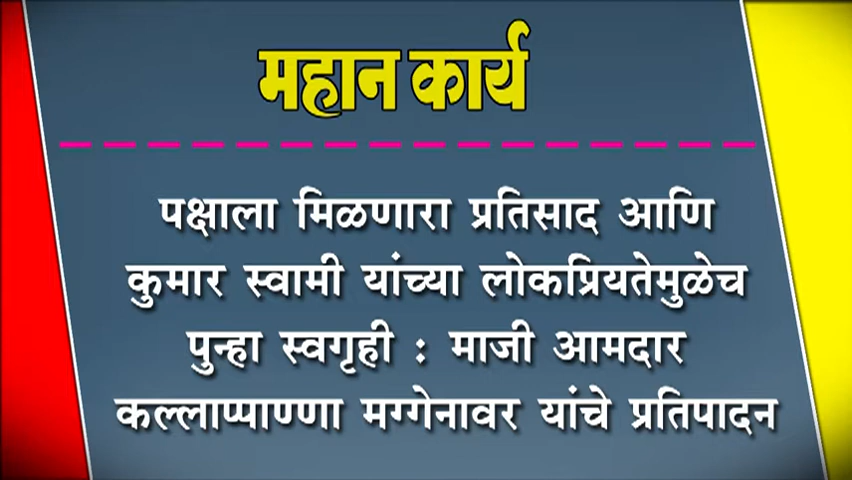 महान कार्य
पक्षाला मिळणारा प्रतिसाद आणि
कुमार स्वामी यांच्या लोकप्रियतेमुळेच
पुन्हा स्वगृही : माजी आमदार
कल्लाप्पाण्णा मग्गेनावर यांचे प्रतिपादन